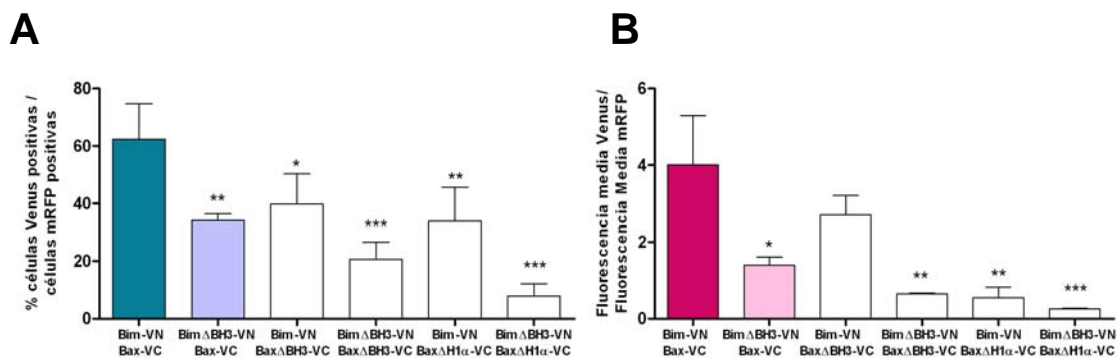 A
B
% células Venus positivas /
células mRFP positivas
80
60
40
20
0
**
*
***
**
***
Bim-VN BimΔBH3-VN Bim-VN BimΔBH3-VN Bim-VN BimΔBH3-VN
Bax-VC Bax-VC BaxΔBH3-VC BaxΔBH3-VC BaxΔH1α-VC BaxΔH1α-VC
Fluorescencia media Venus/
Fluorescencia Media mRFP
6
4
2
0
*
**
**
***
Bim-VN BimΔBH3-VN Bim-VN BimΔBH3-VN Bim-VN BimΔBH3-VN
Bax-VC Bax-VC BaxΔBH3-VC BaxΔBH3-VC BaxΔH1α-VC BaxΔH1α-VC